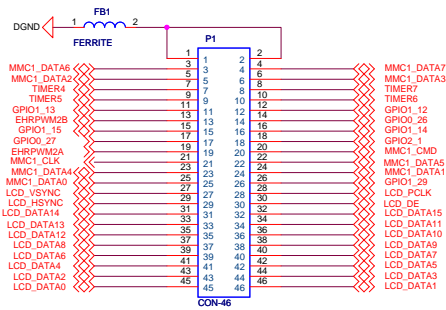 FB1
DGND 1 2
FERRITE P1
1 1 2 2
MMC1_DATA6 3 3 4 4 MMC1_DATA7
MMC1_DATA2 5 5 6 6 MMC1_DATA3
TIMER4 7 7 8 8 TIMER7
TIMER5 9 9 10 10 TIMER6
GPIO1_13 11 11 12 12 GPIO1_12
EHRPWM2B 13 13 14 14 GPIO0_26
GPIO1_15 15 15 16 16 GPIO1_14
GPIO0_27 17 17 18 18 GPIO2_1
EHRPWM2A 19 19 20 20 MMC1_CMD
MMC1_CLK 21 21 22 22 MMC1_DATA5
MMC1_DATA4 23 23 24 24 MMC1_DATA1
MMC1_DATA0 25 25 26 26 GPIO1_29
LCD_VSYNC 27 27 28 28 LCD_PCLK
LCD_HSYNC 29 29 30 30 LCD_DE
LCD_DATA14 31 31 32 32 LCD_DATA15
LCD_DATA13 33 33 34 34 LCD_DATA11
LCD_DATA12 35 35 36 36 LCD_DATA10
LCD_DATA8 37 37 38 38 LCD_DATA9
LCD_DATA6 39 39 40 40 LCD_DATA7
LCD_DATA4 41 41 42 42 LCD_DATA5
LCD_DATA2 43 43 44 44 LCD_DATA3
LCD_DATA0 45 45 46 46 LCD_DATA1
CON-46